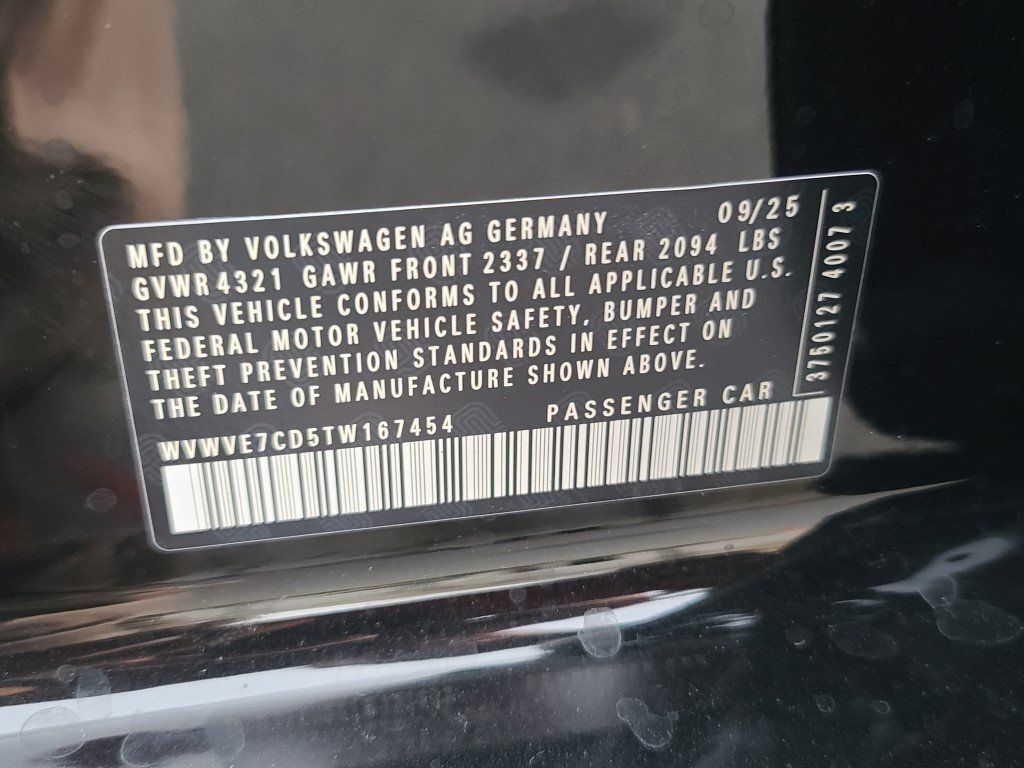 MFD BY VOLKSWAGEN AG GERMANY 09/25
GVWR 4321 GAWR FRONT 2337 / REAR 2094 LBS
THIS VEHICLE CONFORMS TO ALL APPLICABLE U.S.
FEDERAL MOTOR VEHICLE SAFETY, BUMPER AND
THEFT PREVENTION STANDARDS IN EFFECT ON
THE DATE OF MANUFACTURE SHOWN ABOVE.
WVWVE7CD5TW167454 PASSENGER CAR
3750127 4007 3